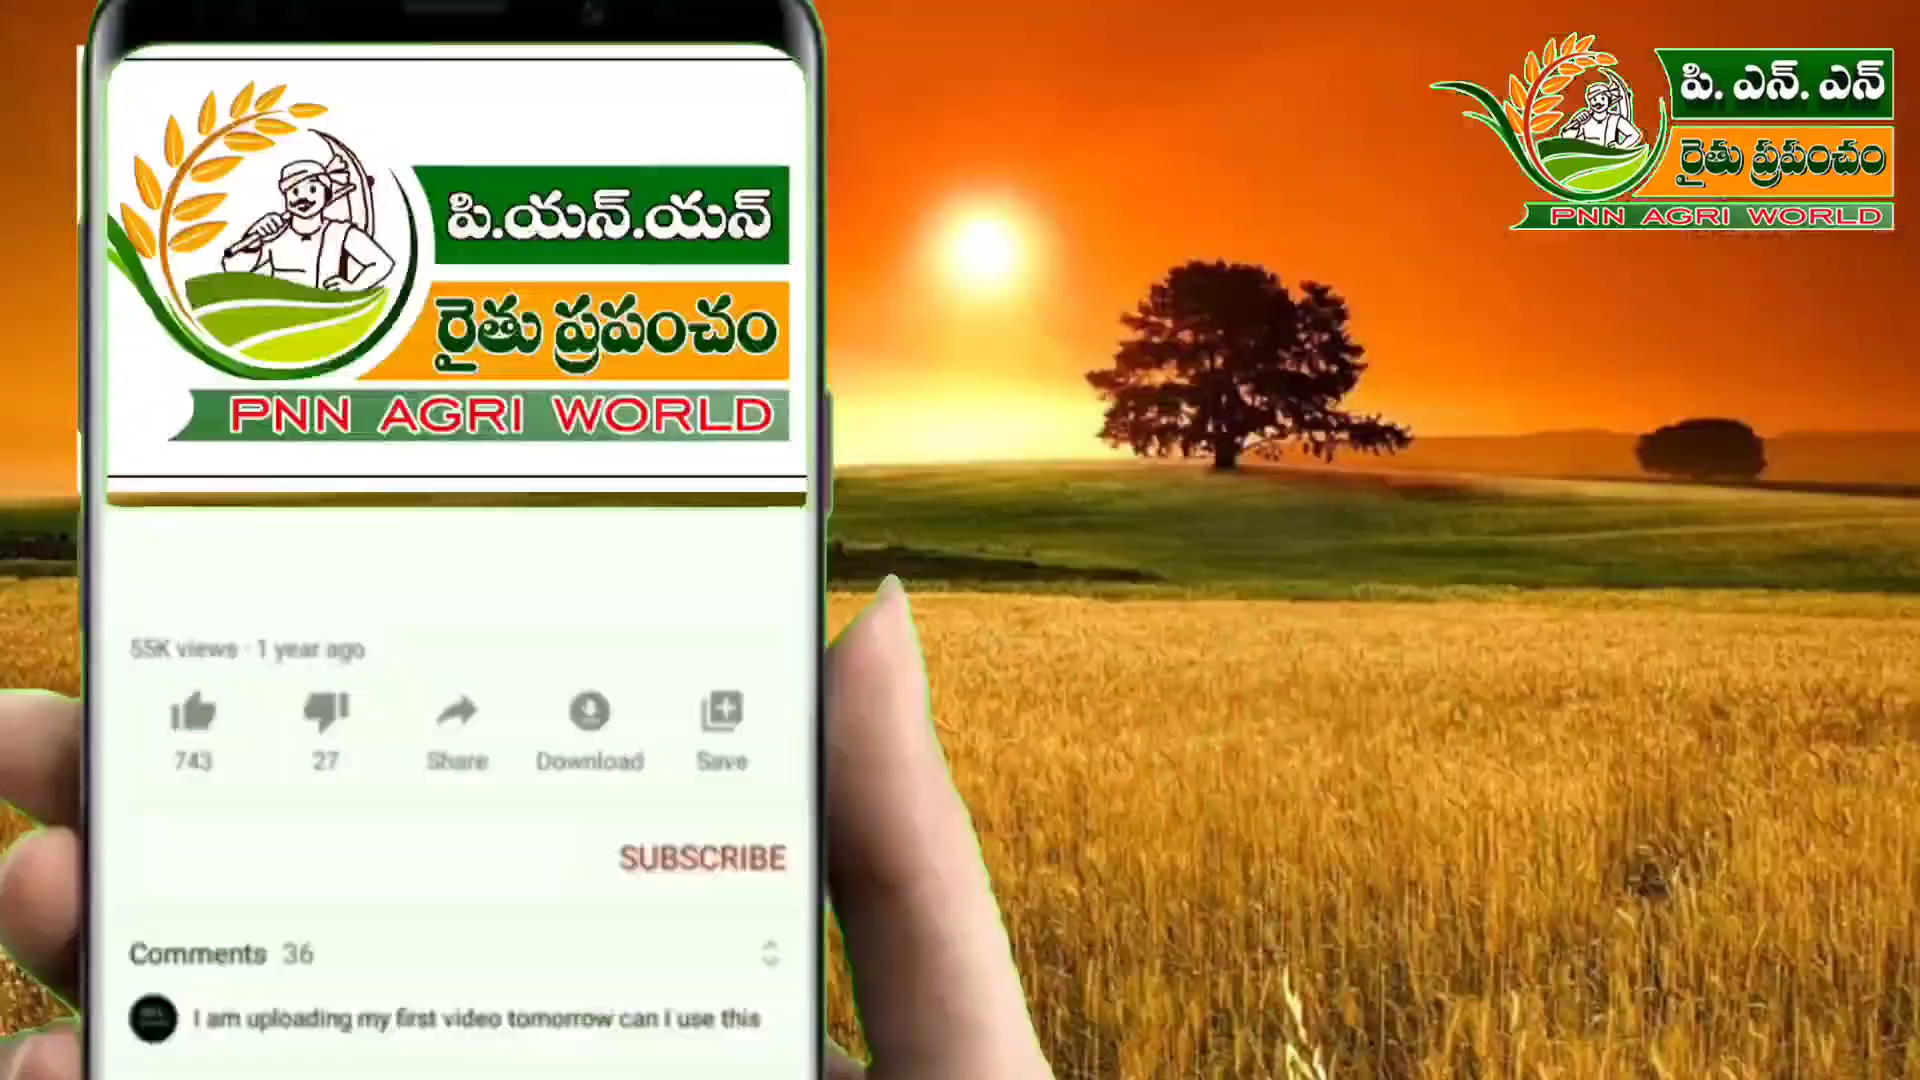 పి.యన్.యన్
రైతు ప్రపంచం
PNN AGRI WORLD
55K views · 1 year ago
743
27
Share
Download
Save
SUBSCRIBE
Comments 36
I am uploading my first video tomorrow can I use this
పి. ఎన్. ఎన్
రైతు ప్రపంచం
PNN AGRI WORLD